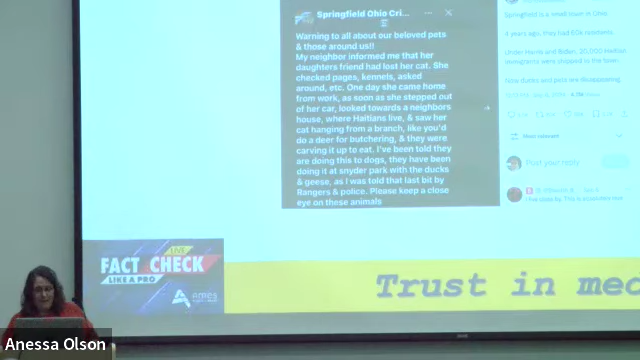 Springfield Ohio Cri...
Warning to all about our beloved pets
& those around us!!
My neighbor informed me that her
daughters friend had lost her cat. She
checked pages, kennels, asked
around, etc. One day she came home
from work, as soon as she stepped out
of her car, looked towards a neighbors
house, where Haitians live, & saw her
cat hanging from a branch, like you'd
do a deer for butchering, & they were
carving it up to eat. I've been told they
are doing this to dogs, they have been
doing it at snyder park with the ducks
& geese, as I was told that last bit by
Rangers & police. Please keep a close
eye on these animals
Springfield is a small town in Ohio
4 years ago, they had 60k residents
Under Harris and Biden, 20,000 Haitian
immigrants were shipped to the town
Now ducks and pets are disappearing
Most relevant
Post your reply
LIVE
FACT CHECK
LIKE A PRO
Trust in med
Anessa Olson